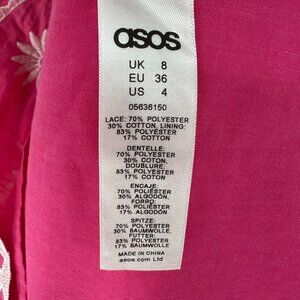 asos
UK 8
EU 36
US 4
05636150
LACE: 70% POLYESTER
30% COTTON, LINING:
83% POLYESTER
17% COTTON
DENTELLE:
70% POLYESTER
30% COTON,
DOUBLURE:
83% POLYESTER
17% COTON
ENCAJE:
70% POLIÉSTER
30% ALGODÓN,
FORRO:
83% POLIÉSTER
17% ALGODÓN
SPITZE:
70% POLYESTER
30% BAUMWOLLE,
FUTTER:
83% POLYESTER
17% BAUMWOLLE
MADE IN CHINA
asos.com Ltd